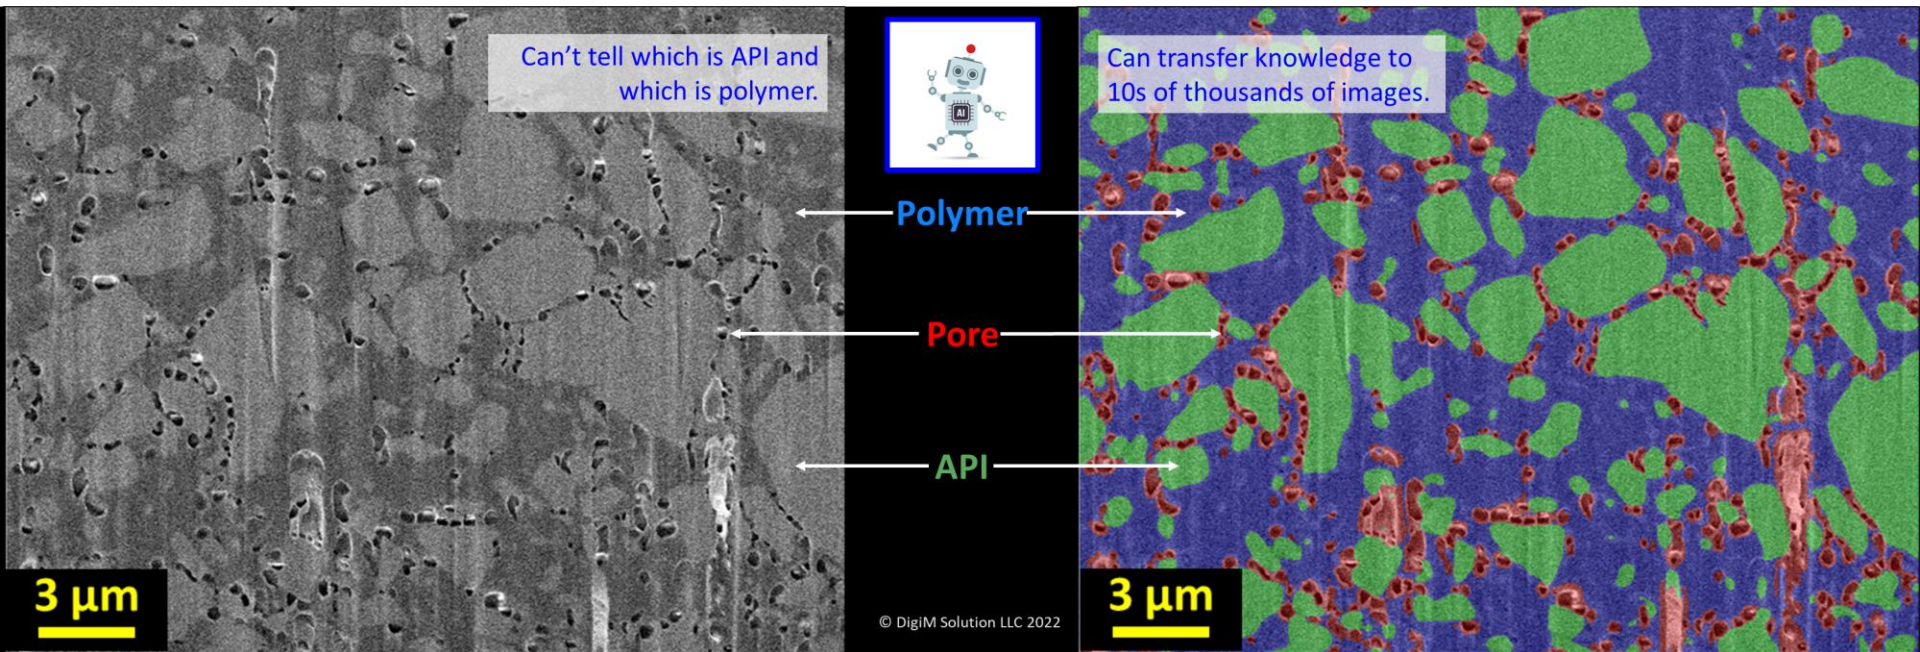 Can’t tell which is API and
which is polymer.
3 µm
AI
Polymer
Pore
API
© DigiM Solution LLC 2022
Can transfer knowledge to
10s of thousands of images.
3 µm